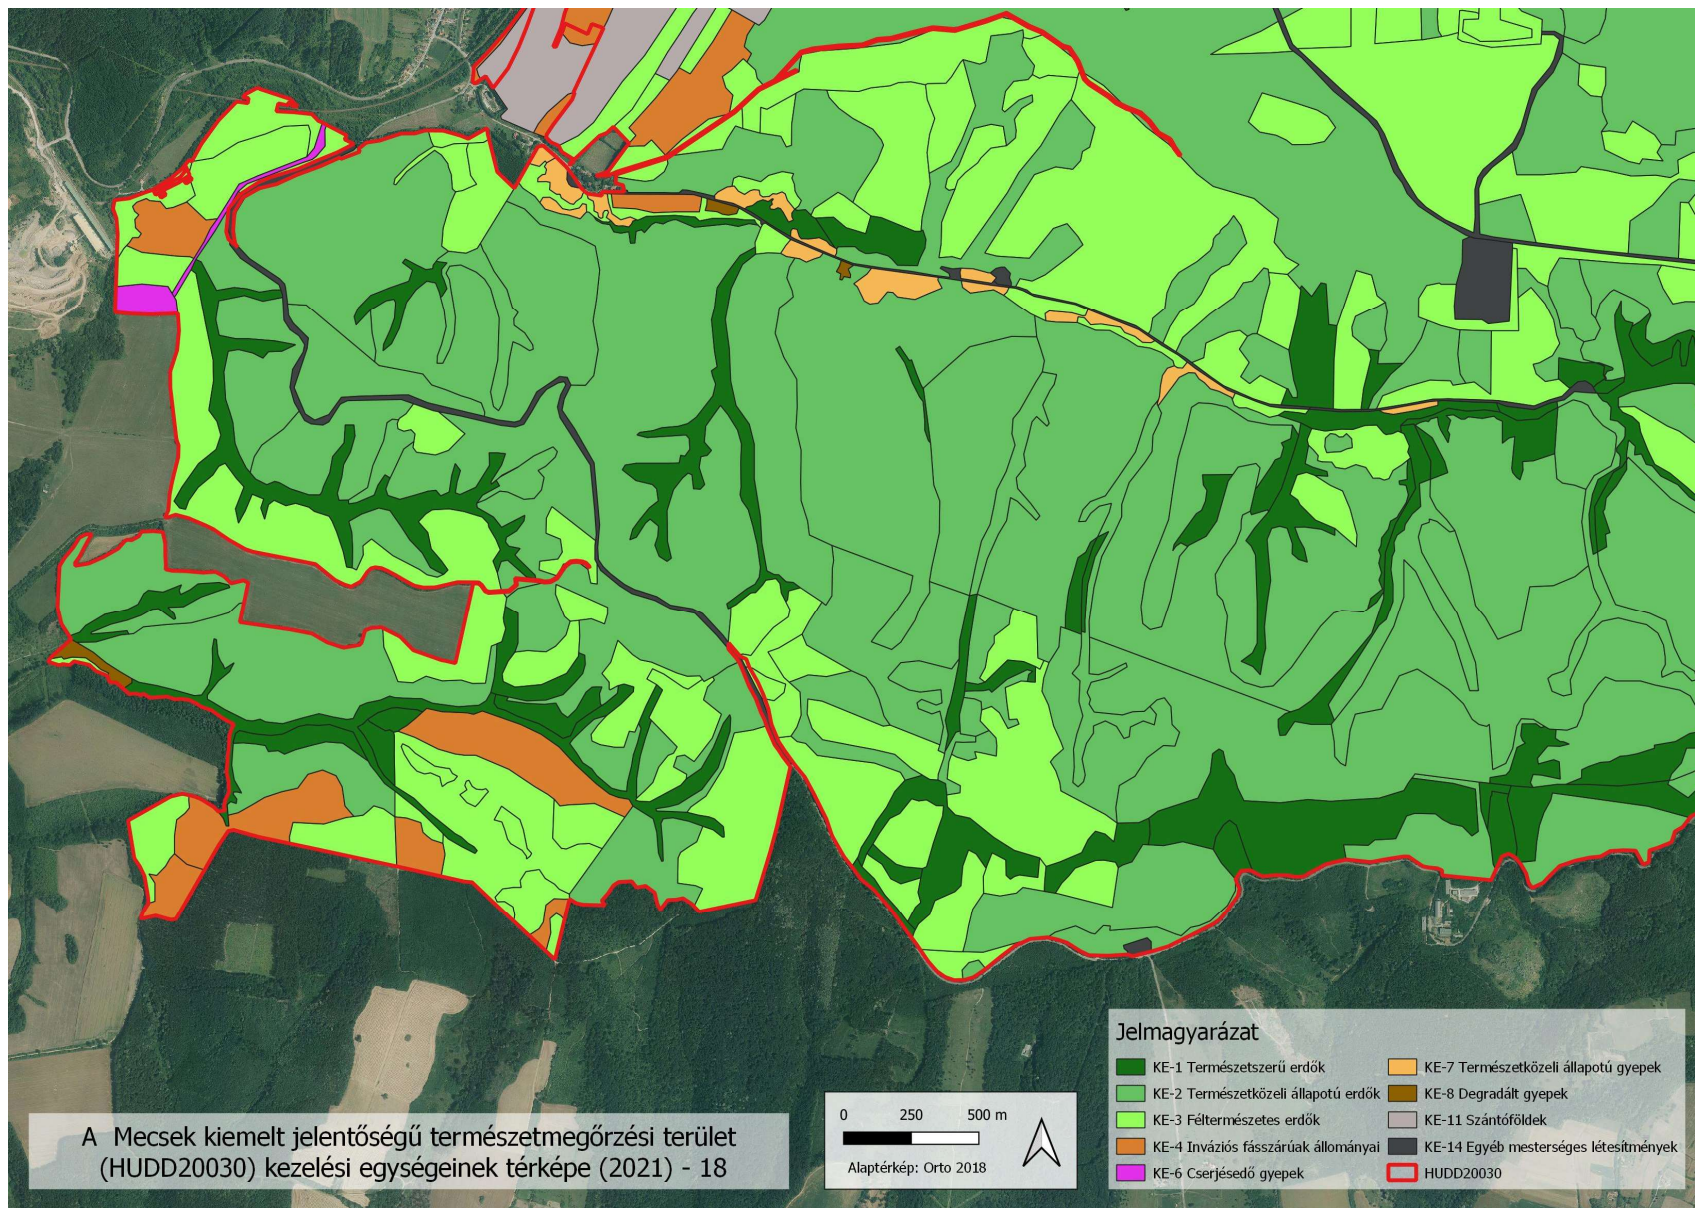 Jelmagyarázat
KE-1 Természetszerű erdők
KE-2 Természetközeli állapotú erdők
KE-3 Féltermészetes erdők
KE-4 Inváziós fásszárúak állományai
KE-6 Cserjésedő gyepek
KE-7 Természetközeli állapotú gyepek
KE-8 Degradált gyepek
KE-11 Szántóföldek
KE-14 Egyéb mesterséges létesítmények
HUDD20030
0 250 500 m
Alaptérkép: Orto 2018
A Mecsek kiemelt jelentőségű természetmegőrzési terület
(HUDD20030) kezelési egységeinek térképe (2021) - 18